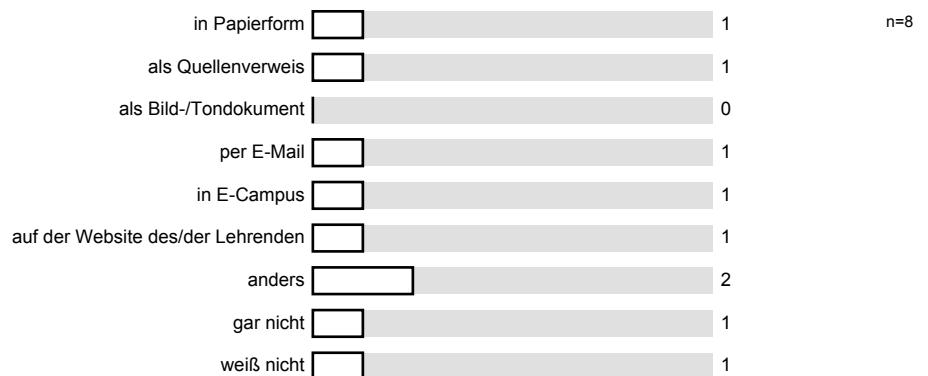 in Papierform 1 n=8
als Quellenverweis 1
als Bild-/Tondokument 0
per E-Mail 1
in E-Campus 1
auf der Website des/der Lehrenden 1
anders 2
gar nicht 1
weiß nicht 1